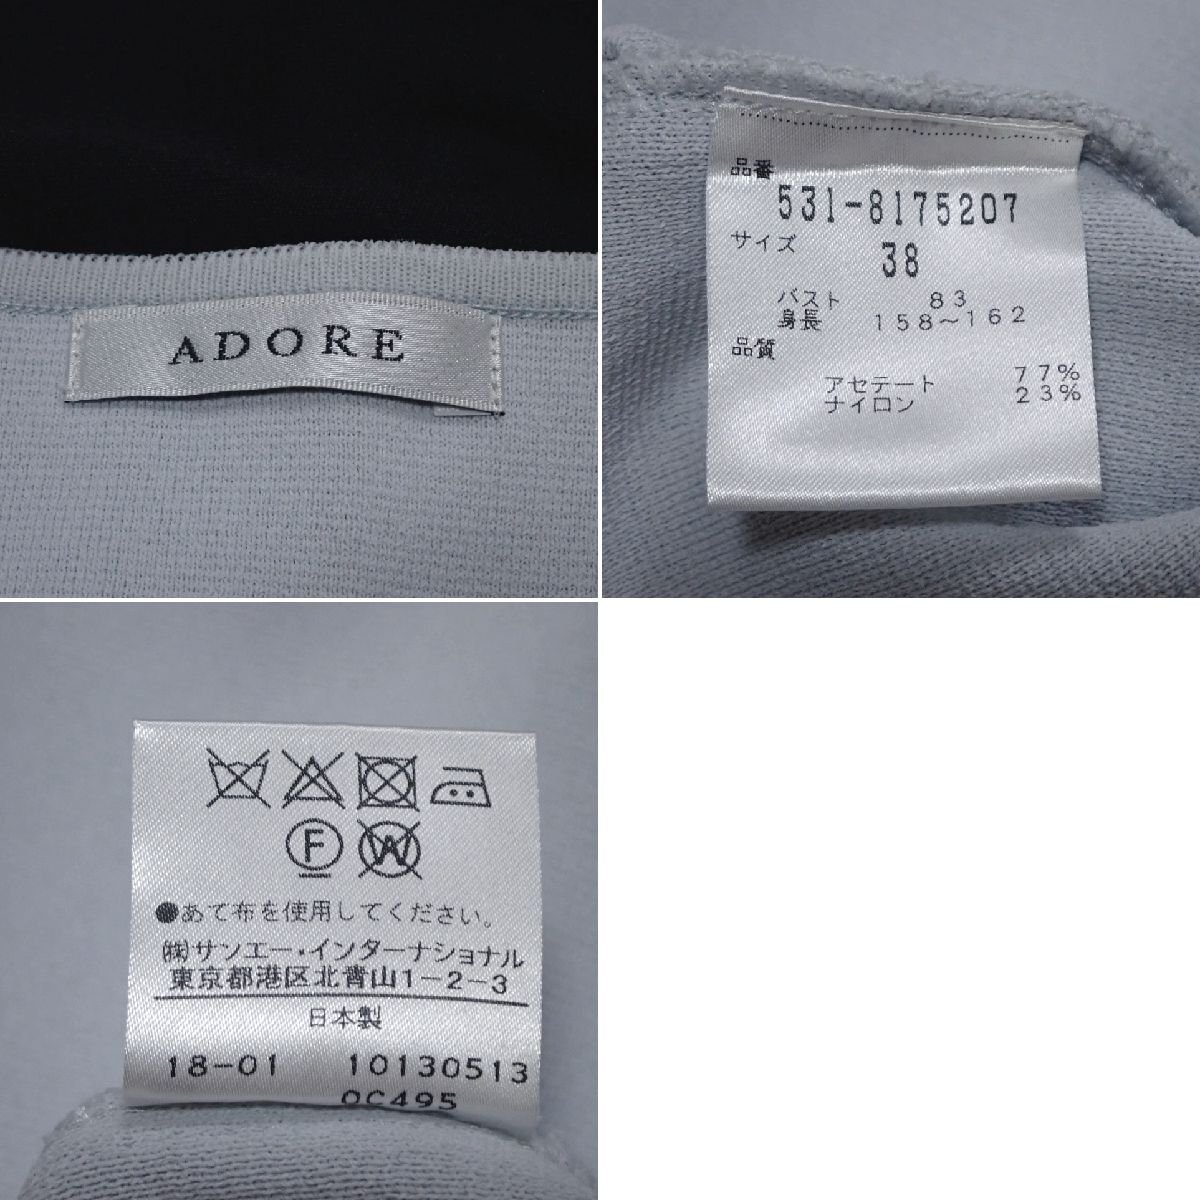 ADORE
品番
531-8175207
サイズ
38
バスト 83
身長 158〜162
品質
アセテート 77%
ナイロン 23%
F W
●あて布を使用してください。
㈱サンエー・インターナショナル
東京都港区北青山1-2-3
日本製
18-01 10130513
0C495